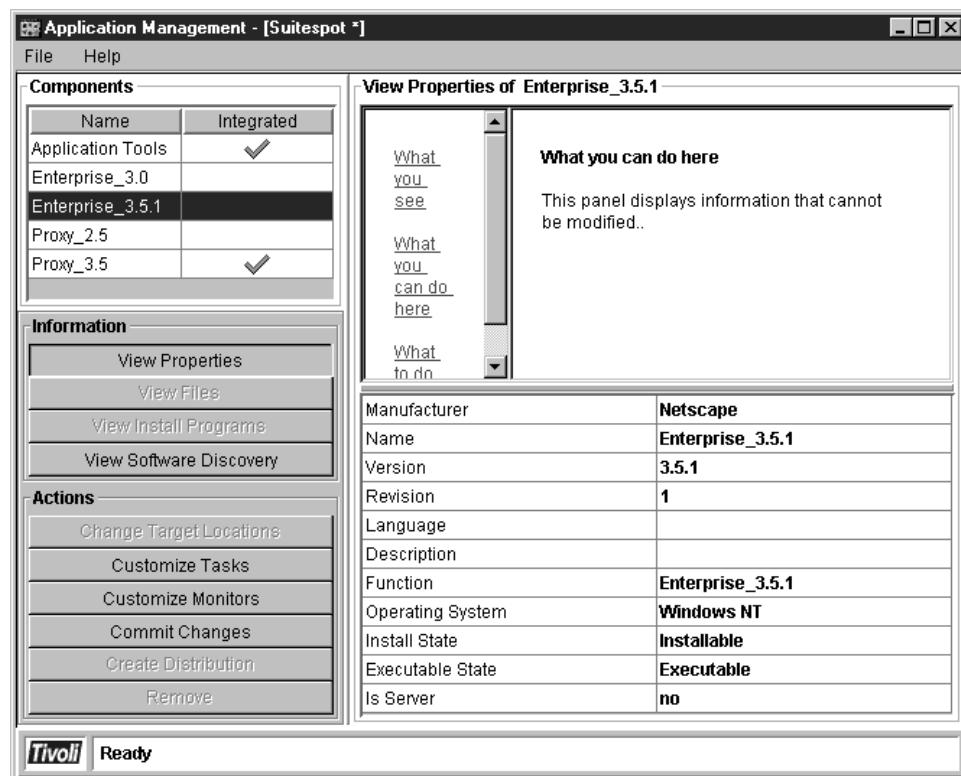 Application Management - [Suitespot *]
File Help
Components
Name Integrated
Application Tools
Enterprise_3.0
Enterprise_3.5.1
Proxy_2.5
Proxy_3.5
Information
View Properties
View Files
View Install Programs
View Software Discovery
Actions
Change Target Locations
Customize Tasks
Customize Monitors
Commit Changes
Create Distribution
Remove
View Properties of Enterprise_3.5.1
What
you
see
What
you
can do
here
What
to do
What you can do here
This panel displays information that cannot
be modified..
Manufacturer Netscape
Name Enterprise_3.5.1
Version 3.5.1
Revision 1
Language
Description
Function Enterprise_3.5.1
Operating System Windows NT
Install State Installable
Executable State Executable
Is Server no
Tivoli Ready